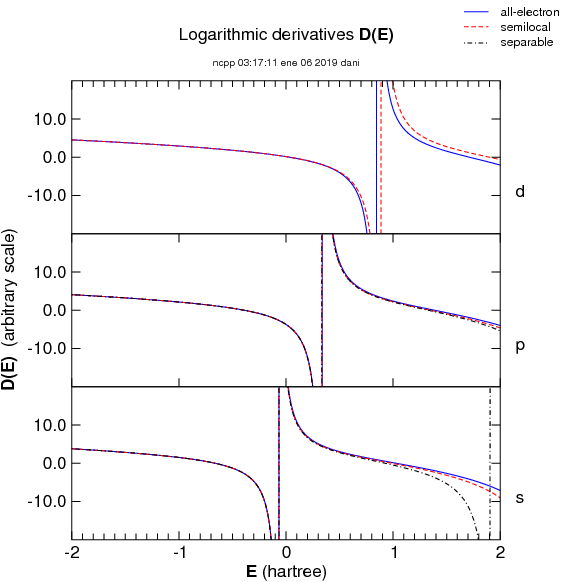 all-electron
semilocal
separable
Logarithmic derivatives D(E)
ncpp 03:17:11 ene 06 2019 dani
10.0
0.0
-10.0
d
10.0
0.0
-10.0
p
10.0
0.0
-10.0
s
D(E) (arbitrary scale)
-2 -1 0 1 2
E (hartree)